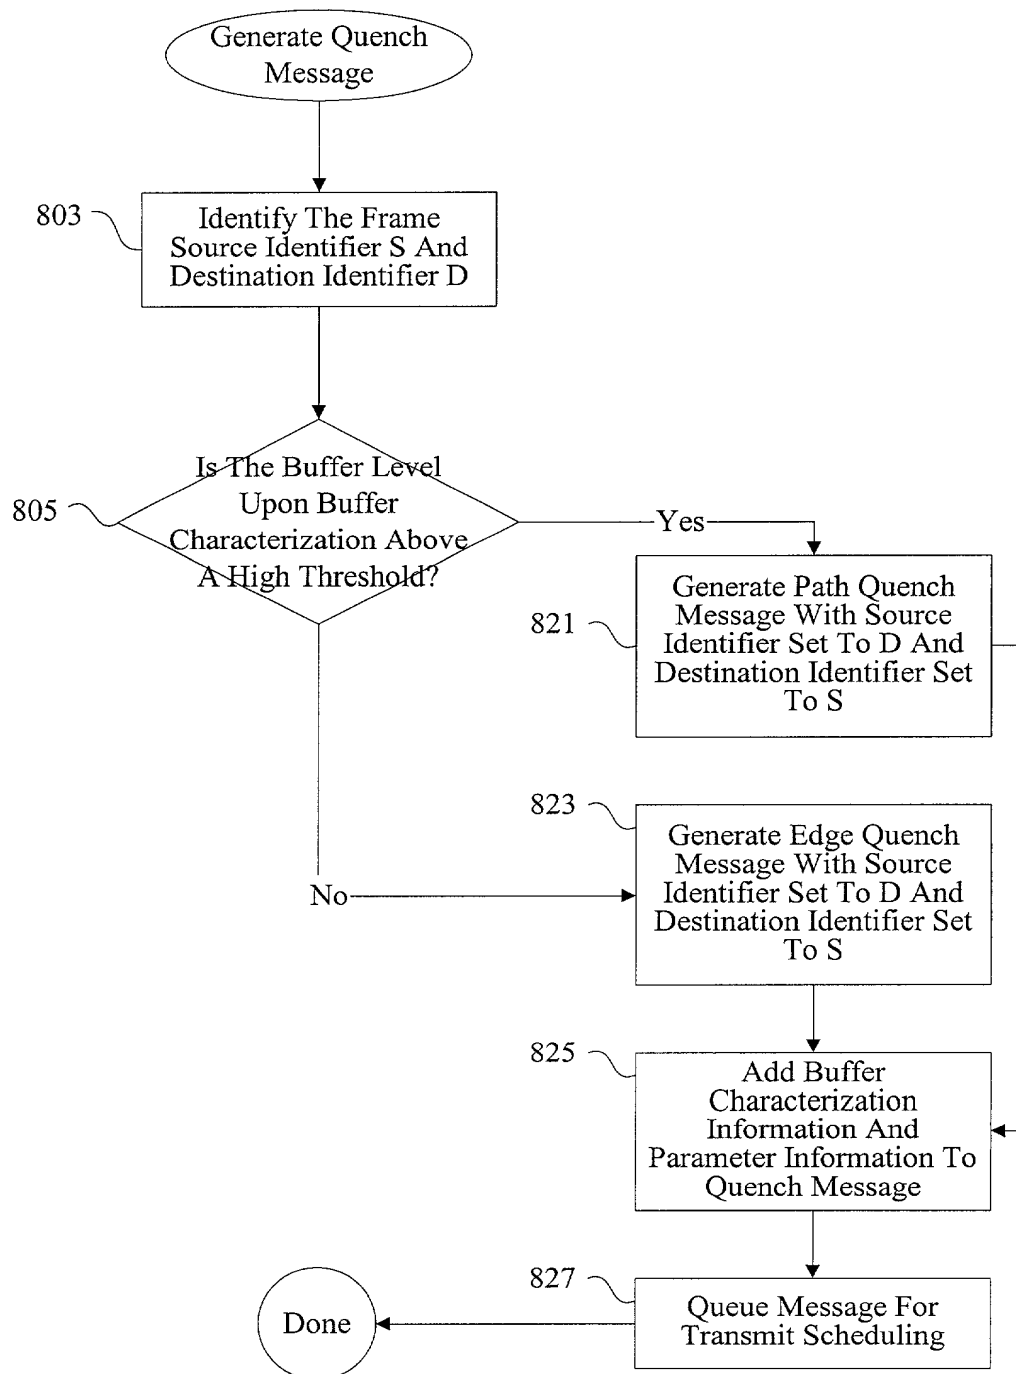 Generate Quench
Message
803
Identify The Frame
Source Identifier S And
Destination Identifier D
805
Is The Buffer Level
Upon Buffer
Characterization Above
A High Threshold?
Yes
821
Generate Path Quench
Message With Source
Identifier Set To D And
Destination Identifier Set
To S
823
Generate Edge Quench
Message With Source
Identifier Set To D And
Destination Identifier Set
To S
No
825
Add Buffer
Characterization
Information And
Parameter Information To
Quench Message
827
Queue Message For
Transmit Scheduling
Done